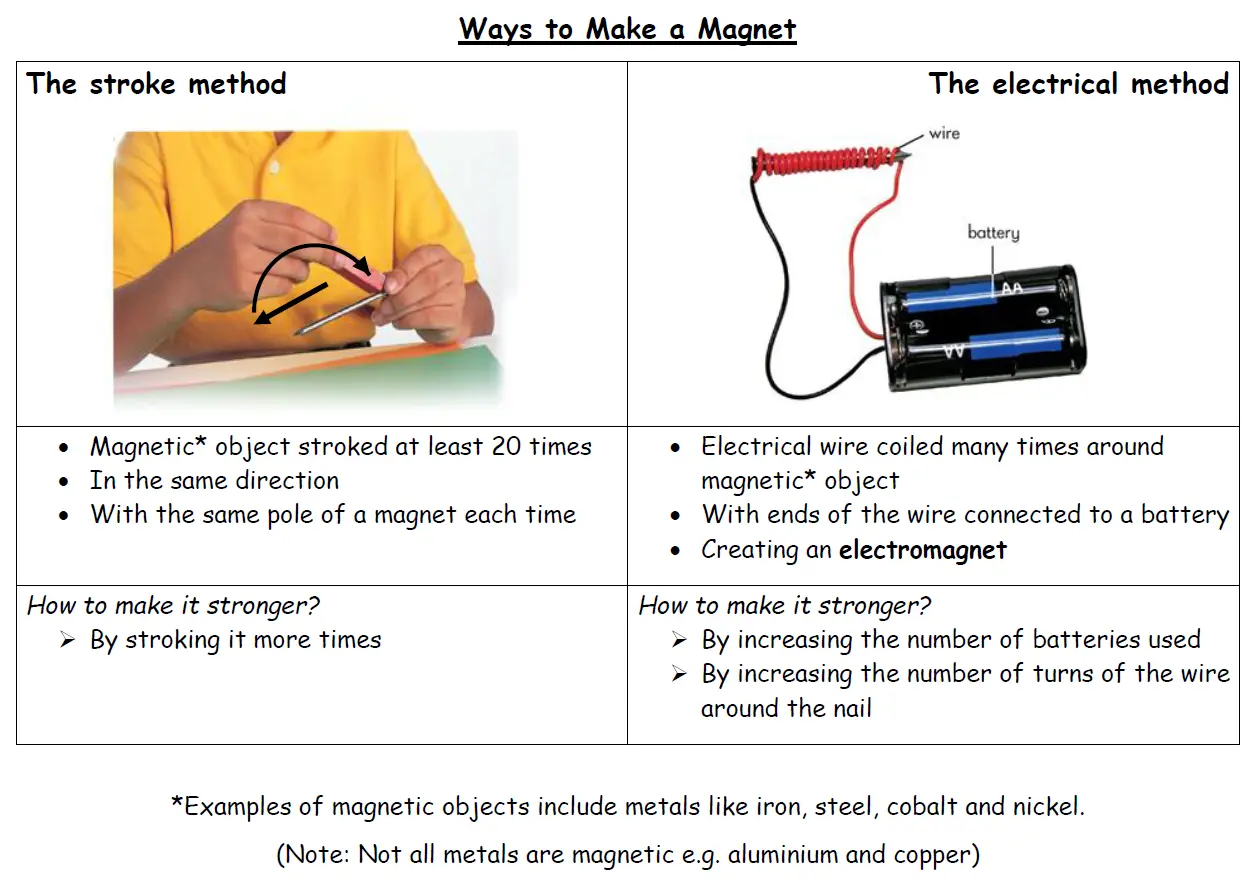 Ways to Make a Magnet
The stroke method
The electrical method
wire
battery
AA
AA
• Magnetic* object stroked at least 20 times
• In the same direction
• With the same pole of a magnet each time
• Electrical wire coiled many times around
magnetic* object
• With ends of the wire connected to a battery
• Creating an electromagnet
How to make it stronger?
➢ By stroking it more times
How to make it stronger?
➢ By increasing the number of batteries used
➢ By increasing the number of turns of the wire
around the nail
*Examples of magnetic objects include metals like iron, steel, cobalt and nickel.
(Note: Not all metals are magnetic e.g. aluminium and copper)